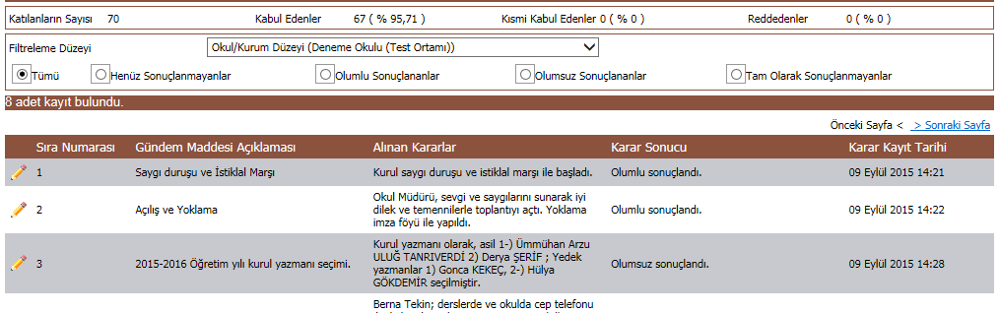 Katılanların Sayısı 70 Kabul Edenler 67 ( % 95,71 ) Kısmi Kabul Edenler 0 ( % 0 ) Reddedenler 0 ( % 0 )
Filtreleme Düzeyi Okul/Kurum Düzeyi (Deneme Okulu (Test Ortamı))
Tümü Henüz Sonuçlanmayanlar Olumlu Sonuçlananlar Olumsuz Sonuçlananlar Tam Olarak Sonuçlanmayanlar
8 adet kayıt bulundu.
Önceki Sayfa < > Sonraki Sayfa
Sıra Numarası Gündem Maddesi Açıklaması Alınan Kararlar Karar Sonucu Karar Kayıt Tarihi
1 Saygı duruşu ve İstiklal Marşı Kurul saygı duruşu ve istiklal marşı ile başladı. Olumlu sonuçlandı. 09 Eylül 2015 14:21
Okul Müdürü, sevgi ve saygılarını sunarak iyi
2 Açılış ve Yoklama dilek ve temennilerle toplantıyı açtı. Yoklama Olumlu sonuçlandı. 09 Eylül 2015 14:22
imza föyü ile yapıldı.
Kurul yazmanı olarak, asil 1-) Ümmühan Arzu
ULUĞ TANRIVERDİ 2) Derya ŞERİF ; Yedek
3 2015-2016 Öğretim yılı kurul yazmanı seçimi. yazmanlar 1) Gonca KEKEÇ, 2-) Hülya Olumsuz sonuçlandı. 09 Eylül 2015 14:28
GÖKDEMİR seçilmiştir.
Berna Tekin; derslerde ve okulda cep telefonu